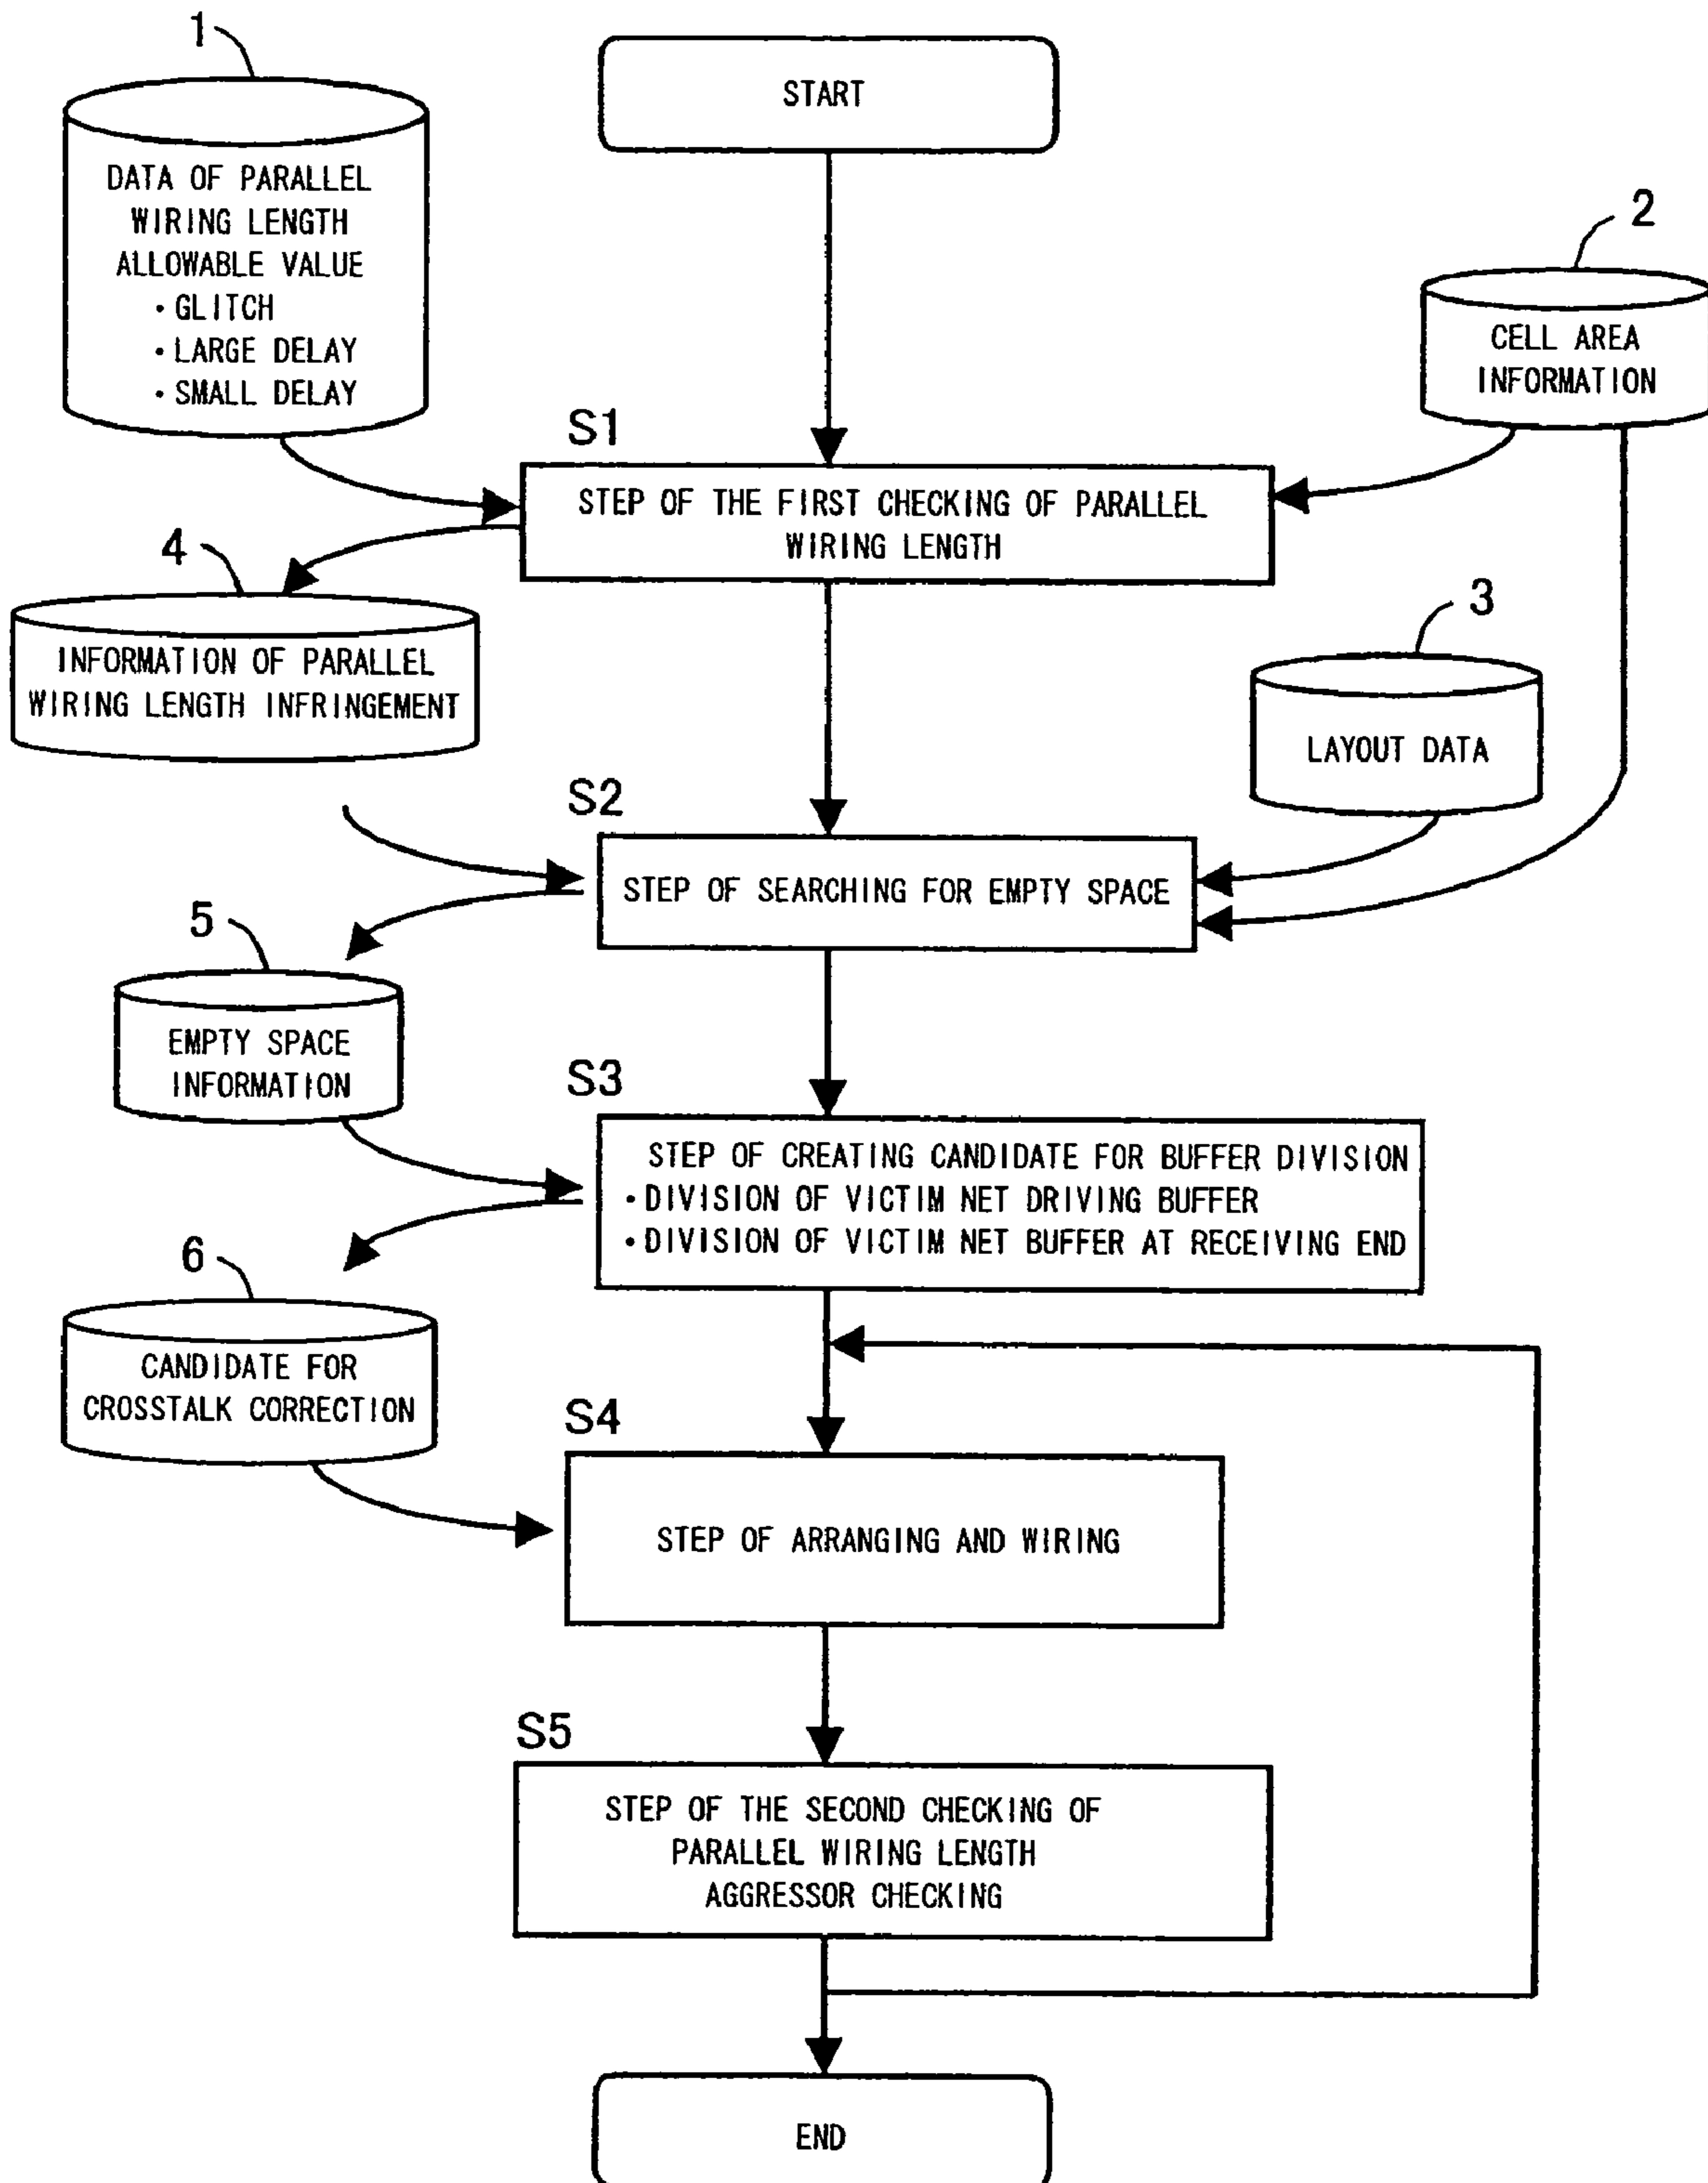 1
START
DATA OF PARALLEL
WIRING LENGTH
ALLOWABLE VALUE
・GLITCH
・LARGE DELAY
・SMALL DELAY
2
CELL AREA
INFORMATION
S1
STEP OF THE FIRST CHECKING OF PARALLEL
WIRING LENGTH
4
INFORMATION OF PARALLEL
WIRING LENGTH INFRINGEMENT
3
LAYOUT DATA
S2
STEP OF SEARCHING FOR EMPTY SPACE
5
EMPTY SPACE
INFORMATION
S3
STEP OF CREATING CANDIDATE FOR BUFFER DIVISION
・DIVISION OF VICTIM NET DRIVING BUFFER
・DIVISION OF VICTIM NET BUFFER AT RECEIVING END
6
CANDIDATE FOR
CROSSTALK CORRECTION
S4
STEP OF ARRANGING AND WIRING
S5
STEP OF THE SECOND CHECKING OF
PARALLEL WIRING LENGTH
AGGRESSOR CHECKING
END